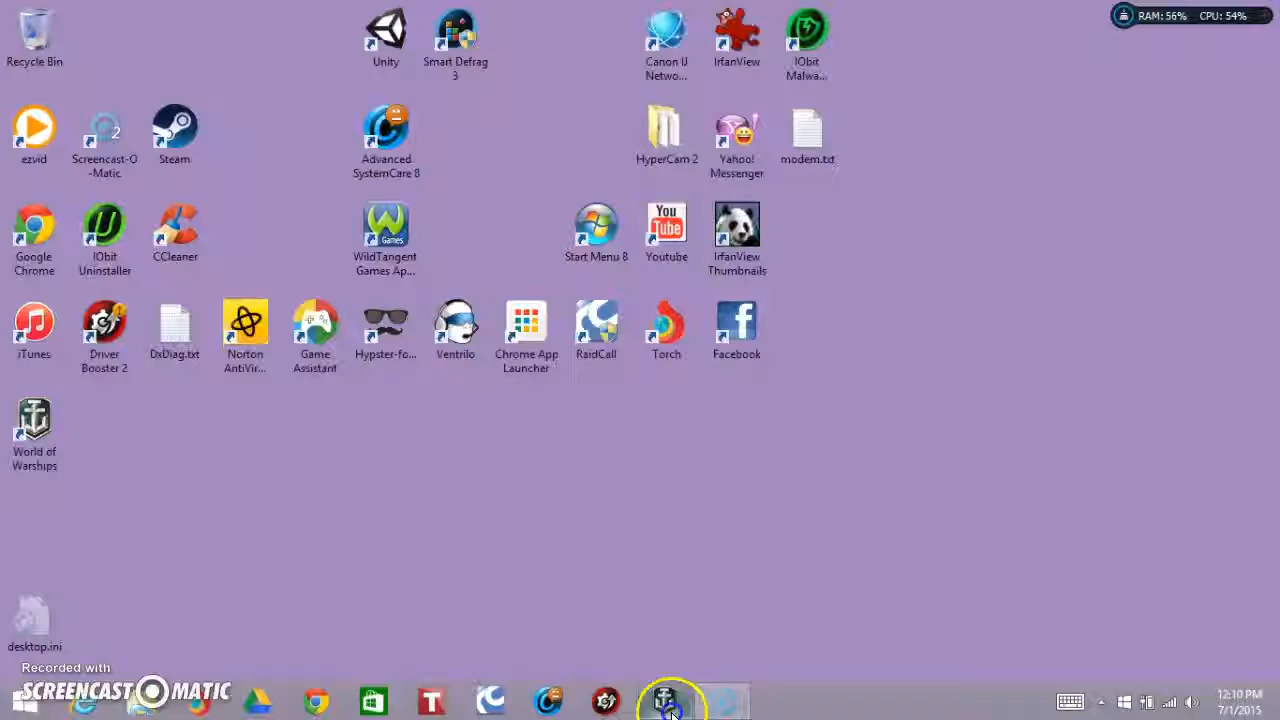 RAM: 56% CPU: 54%
Recycle Bin
Unity
Smart Defrag
3
Canon IJ
Netwo...
IrfanView
IObit
Malwa...
ezvid
2
Screencast-O
-Matic
Steam
Advanced
SystemCare 8
HyperCam 2
Yahoo!
Messenger
modem.txt
Google
Chrome
IObit
Uninstaller
CCleaner
Games
WildTangent
Games Ap...
Start Menu 8
You
Tube
Youtube
IrfanView
Thumbnails
iTunes
Driver
Booster 2
DxDiag.txt
Norton
AntiVir...
Game
Assistant
Hypster-fo...
Ventrilo
Chrome App
Launcher
RaidCall
Torch
Facebook
World of
Warships
desktop.ini
Recorded with
SCREENCAST-O-MATIC
12:10 PM
7/1/2015